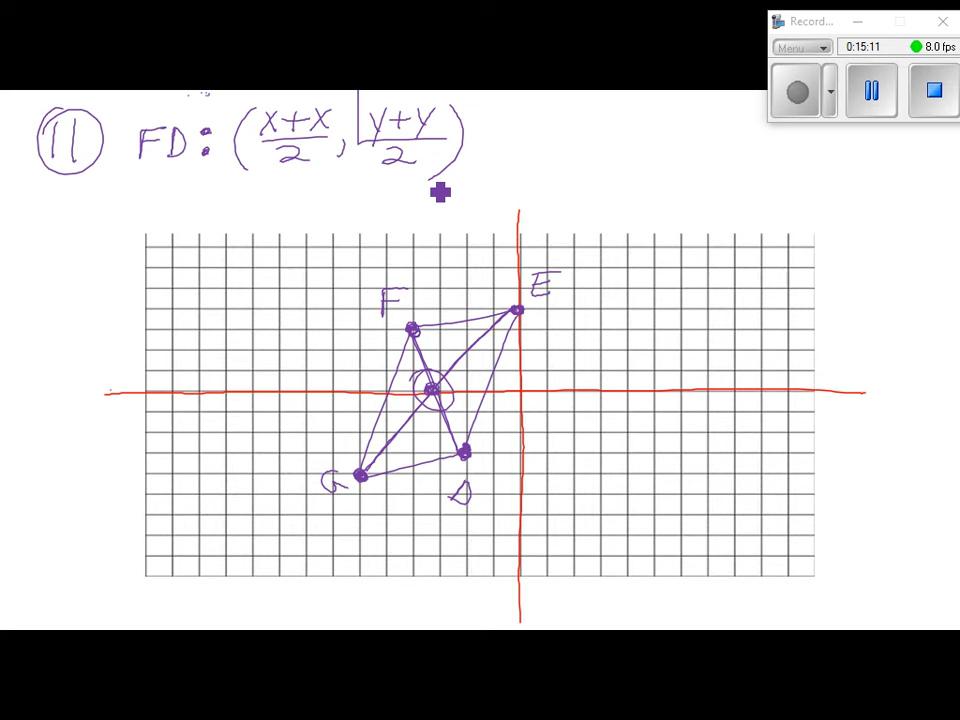 Record...
Menu 0:15:11 8.0 fps
11 FD: (x+x/2, y+y/2)
E
F
G
D